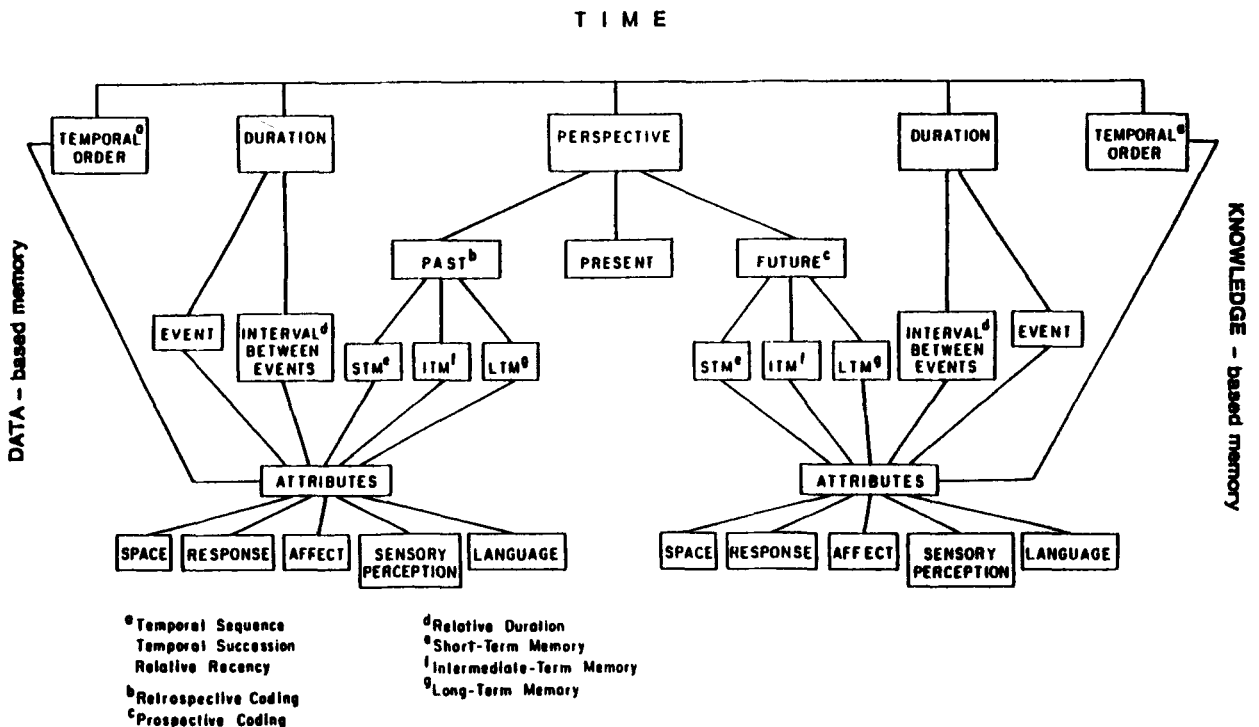 TIME
TEMPORAL^a
ORDER
DURATION
PERSPECTIVE
DURATION
TEMPORAL^a
ORDER
DATA - based memory
KNOWLEDGE - based memory
PAST^b
PRESENT
FUTURE^c
EVENT
INTERVAL^d
BETWEEN
EVENTS
STM^e
ITM^f
LTM^g
STM^e
ITM^f
LTM^g
INTERVAL^d
BETWEEN
EVENTS
EVENT
ATTRIBUTES
ATTRIBUTES
SPACE
RESPONSE
AFFECT
SENSORY
PERCEPTION
LANGUAGE
SPACE
RESPONSE
AFFECT
SENSORY
PERCEPTION
LANGUAGE
^a Temporal Sequence
Temporal Succession
Relative Recency
^b Retrospective Coding
^c Prospective Coding
^d Relative Duration
^e Short-Term Memory
^f Intermediate-Term Memory
^g Long-Term Memory